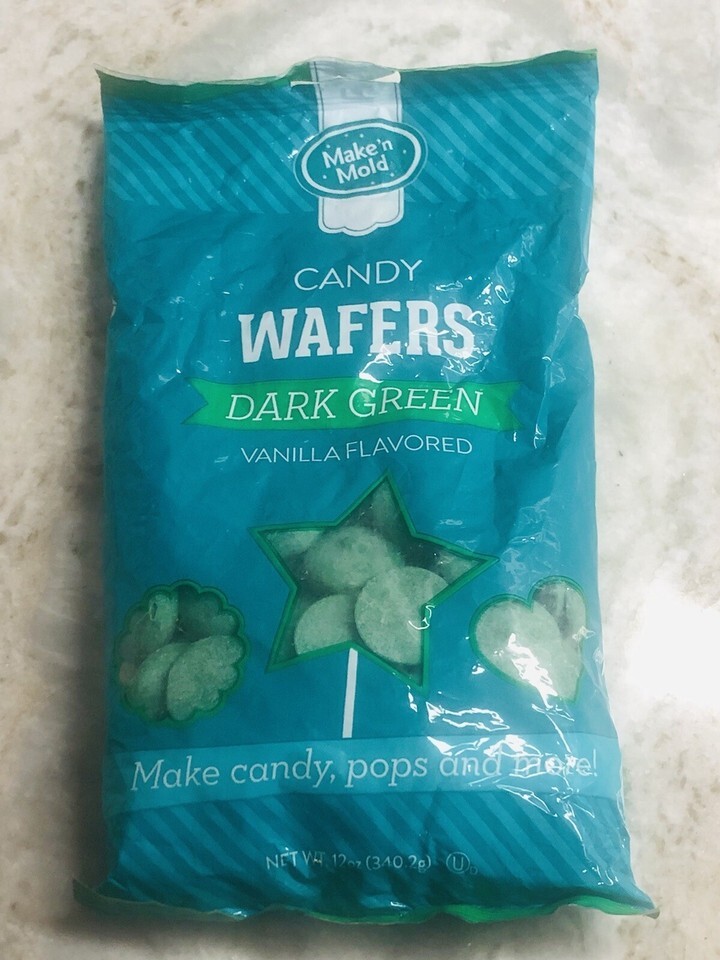 Make'n
Mold
CANDY
WAFERS
DARK GREEN
VANILLA FLAVORED
Make candy, pops and more!
NET WT. 12oz (340.2g) U D